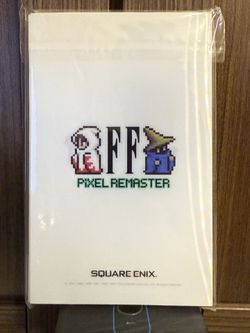 FF
PIXEL REMASTER
SQUARE ENIX